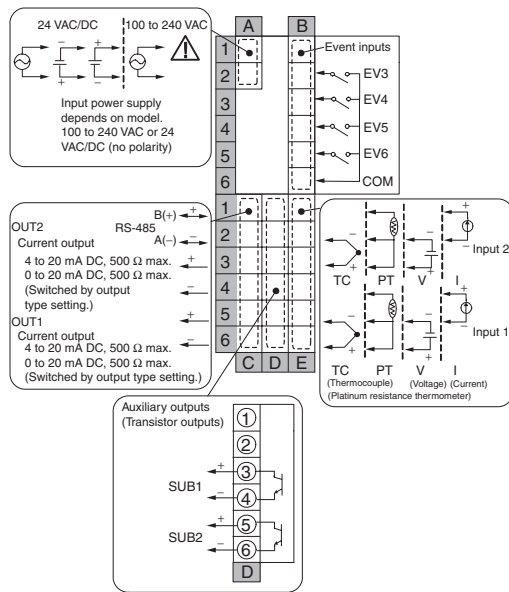 24 VAC/DC
100 to 240 VAC
− +
+ −
Input power supply
depends on model.
100 to 240 VAC or 24
VAC/DC (no polarity)
A
B
1
2
3
4
5
6
Event inputs
EV3
EV4
EV5
EV6
COM
1
2
3
4
5
6
C D E
B(+)
RS-485
A(−)
+
−
OUT2
Current output
4 to 20 mA DC, 500 Ω max.
0 to 20 mA DC, 500 Ω max.
(Switched by output
type setting.)
+
−
OUT1
Current output
4 to 20 mA DC, 500 Ω max.
0 to 20 mA DC, 500 Ω max.
(Switched by output type setting.)
+
−
− − +
+ + −
Input 2
TC PT V I
− − +
+ + −
Input 1
TC PT V I
(Thermocouple) (Voltage) (Current)
(Platinum resistance thermometer)
Auxiliary outputs
(Transistor outputs)
1
2
3
4
5
6
D
+
SUB1
−
+
SUB2
−